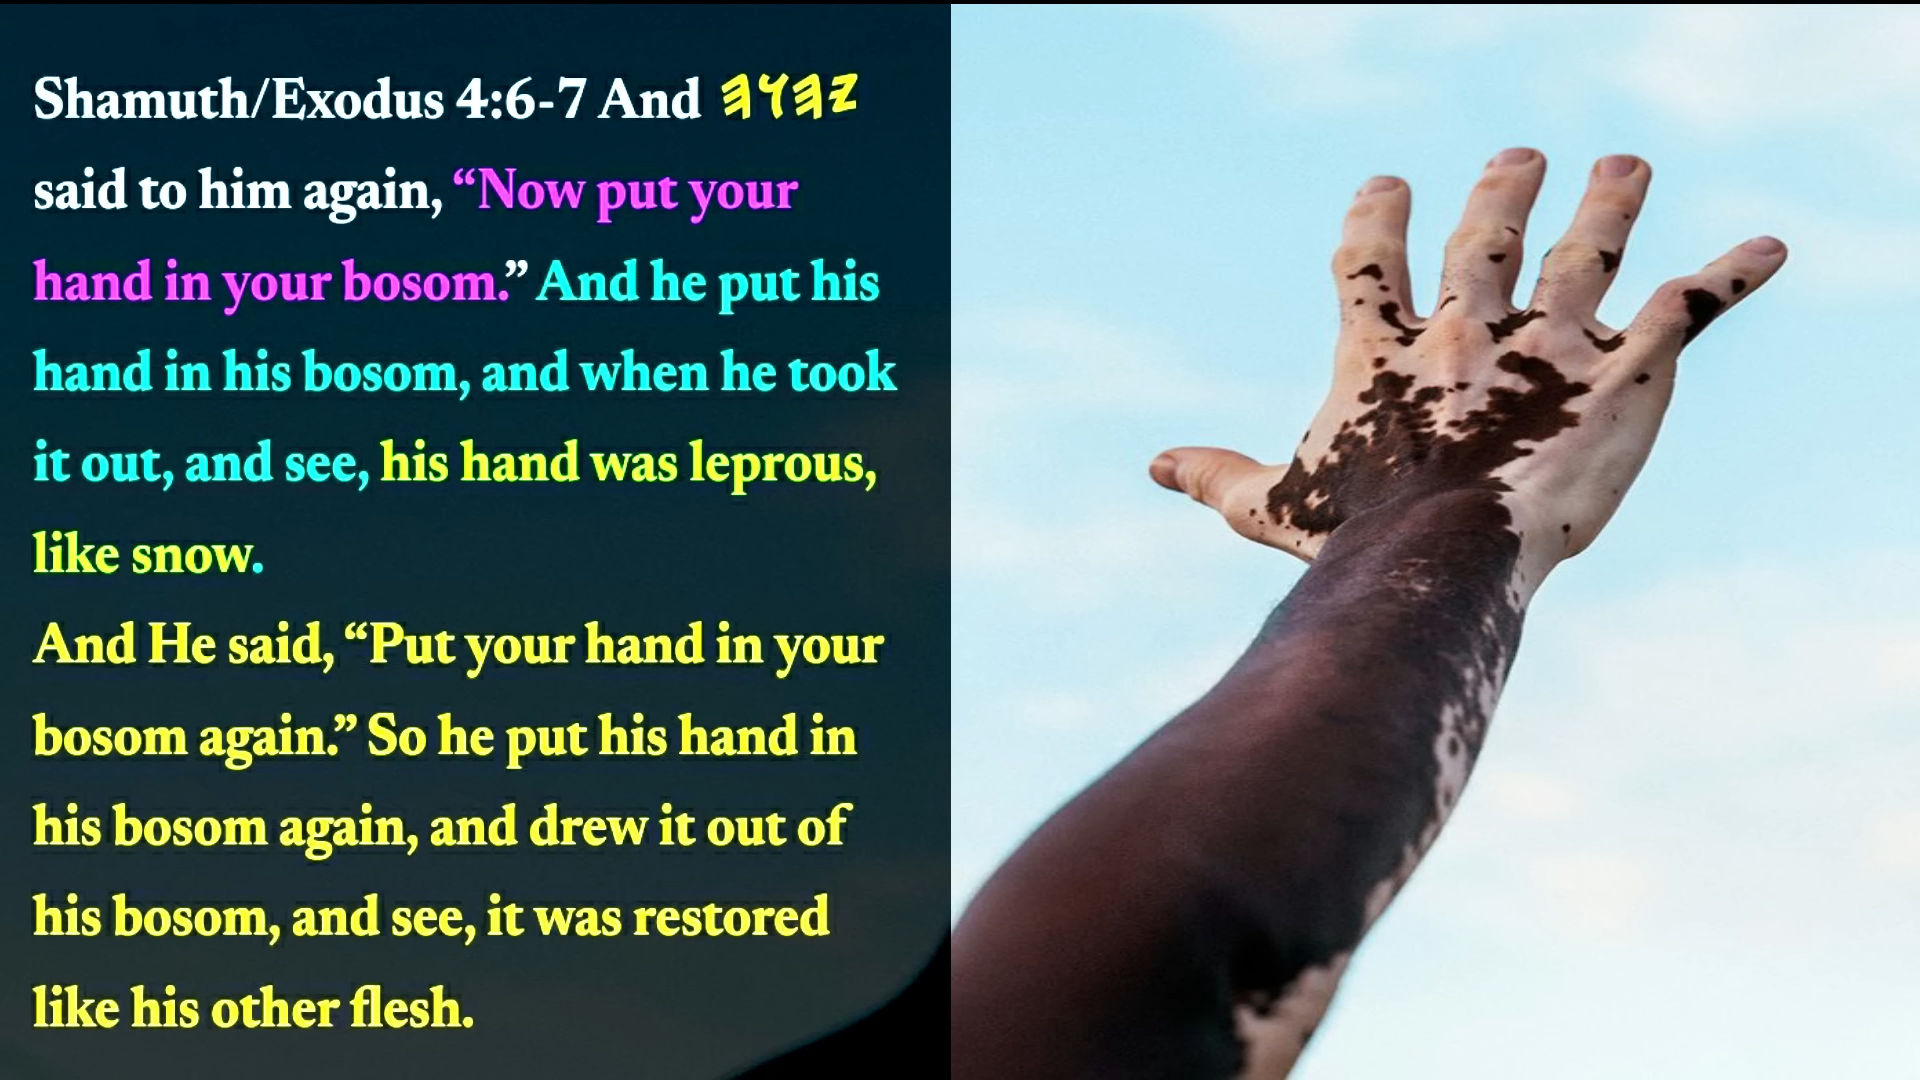 Shamuth/Exodus 4:6-7 And 𐤉𐤄𐤅𐤄
said to him again, “Now put your
hand in your bosom.” And he put his
hand in his bosom, and when he took
it out, and see, his hand was leprous,
like snow.
And He said, “Put your hand in your
bosom again.” So he put his hand in
his bosom again, and drew it out of
his bosom, and see, it was restored
like his other flesh.